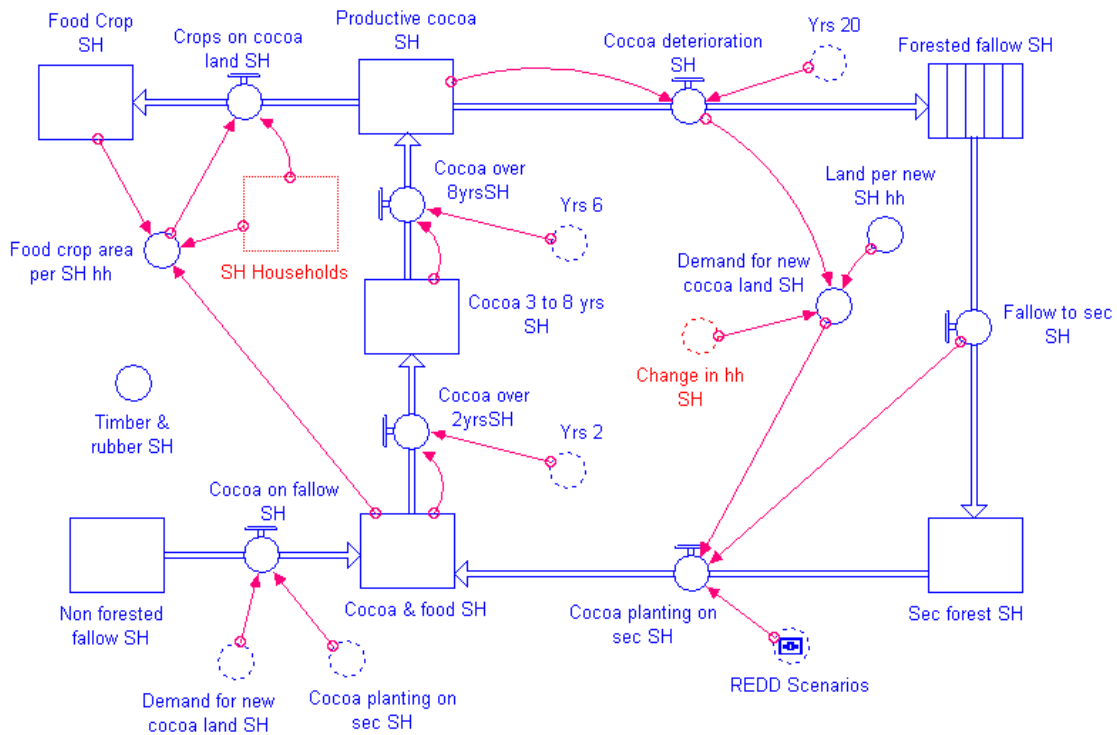 Food Crop
SH
Crops on cocoa
land SH
Productive cocoa
SH
Cocoa deterioration
SH
Yrs 20
Forested fallow SH
Cocoa over
8yrsSH
Yrs 6
Land per new
SH hh
Food crop area
per SH hh
SH Households
Demand for new
cocoa land SH
Cocoa 3 to 8 yrs
SH
Fallow to sec
SH
Change in hh
SH
Timber &
rubber SH
Cocoa over
2yrsSH
Yrs 2
Cocoa on fallow
SH
Non forested
fallow SH
Cocoa & food SH
Cocoa planting on
sec SH
Sec forest SH
Demand for new
cocoa land SH
Cocoa planting on
sec SH
REDD Scenarios